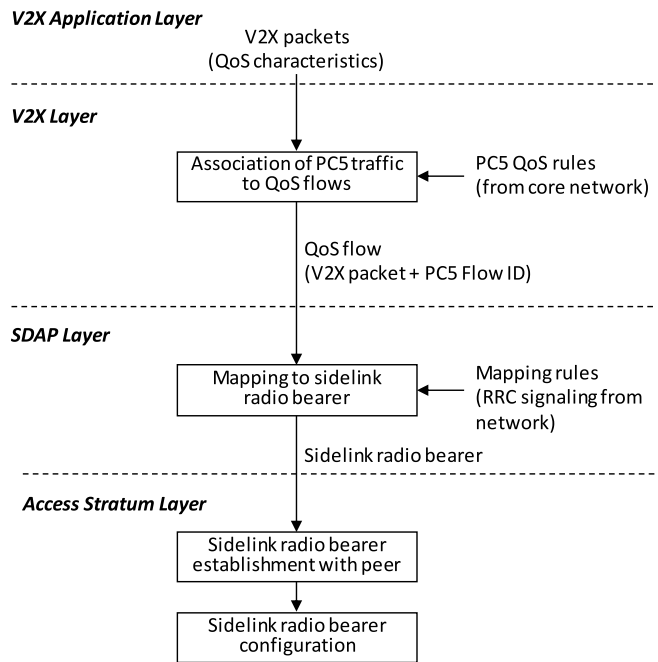 V2X Application Layer
V2X packets
(QoS characteristics)
V2X Layer
Association of PC5 traffic
to QoS flows
PC5 QoS rules
(from core network)
QoS flow
(V2X packet + PC5 Flow ID)
SDAP Layer
Mapping to sidelink
radio bearer
Mapping rules
(RRC signaling from
network)
Sidelink radio bearer
Access Stratum Layer
Sidelink radio bearer
establishment with peer
Sidelink radio bearer
configuration